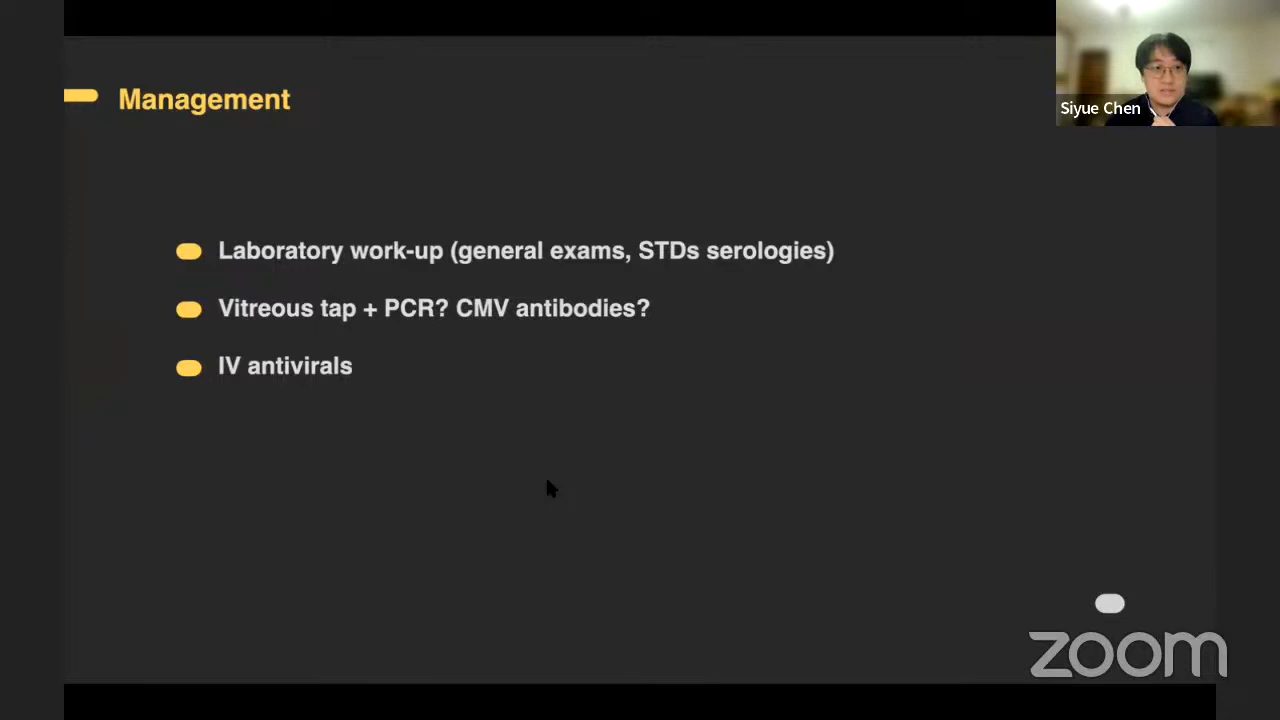 Management
Siyue Chen
Laboratory work-up (general exams, STDs serologies)
Vitreous tap + PCR? CMV antibodies?
IV antivirals
zoom